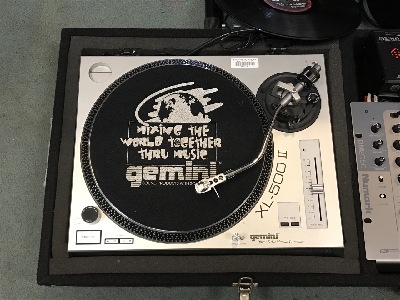 MIXING THE
WORLD TOGETHER
THRU MUSIC
gemini
XL-500 II
gemini
Numark